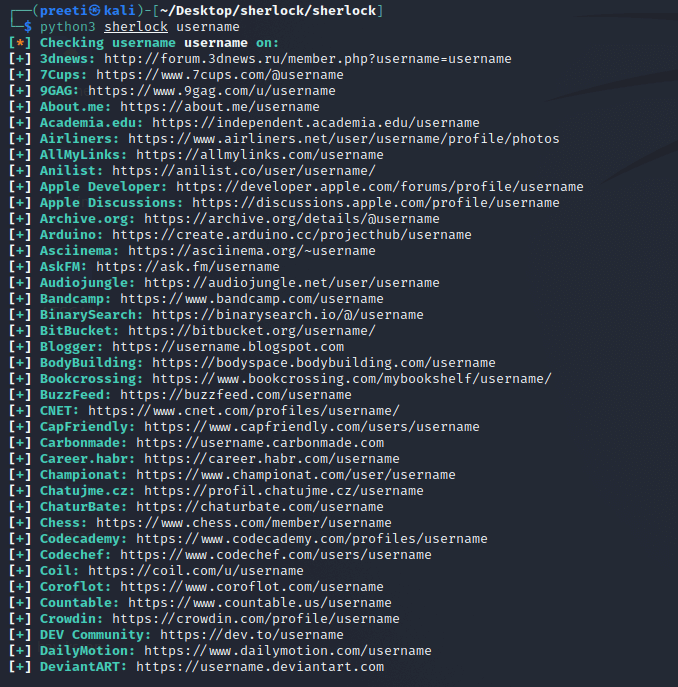 ┌──(preeti㉿kali)-[~/Desktop/sherlock/sherlock]
└─$ python3 sherlock username
[*] Checking username username on:
[+] 3dnews: http://forum.3dnews.ru/member.php?username=username
[+] 7Cups: https://www.7cups.com/@username
[+] 9GAG: https://www.9gag.com/u/username
[+] About.me: https://about.me/username
[+] Academia.edu: https://independent.academia.edu/username
[+] Airliners: https://www.airliners.net/user/username/profile/photos
[+] AllMyLinks: https://allmylinks.com/username
[+] Anilist: https://anilist.co/user/username/
[+] Apple Developer: https://developer.apple.com/forums/profile/username
[+] Apple Discussions: https://discussions.apple.com/profile/username
[+] Archive.org: https://archive.org/details/@username
[+] Arduino: https://create.arduino.cc/projecthub/username
[+] Asciinema: https://asciinema.org/~username
[+] AskFM: https://ask.fm/username
[+] Audiojungle: https://audiojungle.net/user/username
[+] Bandcamp: https://www.bandcamp.com/username
[+] BinarySearch: https://binarysearch.io/@/username
[+] BitBucket: https://bitbucket.org/username/
[+] Blogger: https://username.blogspot.com
[+] BodyBuilding: https://bodyspace.bodybuilding.com/username
[+] Bookcrossing: https://www.bookcrossing.com/mybookshelf/username/
[+] BuzzFeed: https://buzzfeed.com/username
[+] CNET: https://www.cnet.com/profiles/username/
[+] CapFriendly: https://www.capfriendly.com/users/username
[+] Carbonmade: https://username.carbonmade.com
[+] Career.habr: https://career.habr.com/username
[+] Championat: https://www.championat.com/user/username
[+] Chatujme.cz: https://profil.chatujme.cz/username
[+] ChaturBate: https://chaturbate.com/username
[+] Chess: https://www.chess.com/member/username
[+] Codecademy: https://www.codecademy.com/profiles/username
[+] Codechef: https://www.codechef.com/users/username
[+] Coil: https://coil.com/u/username
[+] Coroflot: https://www.coroflot.com/username
[+] Countable: https://www.countable.us/username
[+] Crowdin: https://crowdin.com/profile/username
[+] DEV Community: https://dev.to/username
[+] DailyMotion: https://www.dailymotion.com/username
[+] DeviantART: https://username.deviantart.com